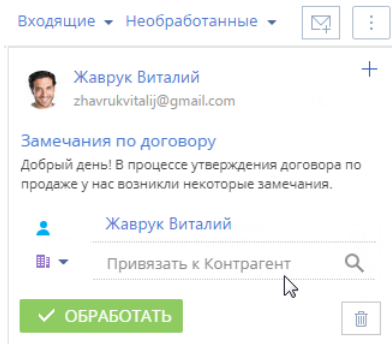 Входящие Необработанные
Жаврук Виталий
zhavrukvitalij@gmail.com
Замечания по договору
Добрый день! В процессе утверждения договора по
продаже у нас возникли некоторые замечания.
Жаврук Виталий
Привязать к Контрагент
ОБРАБОТАТЬ